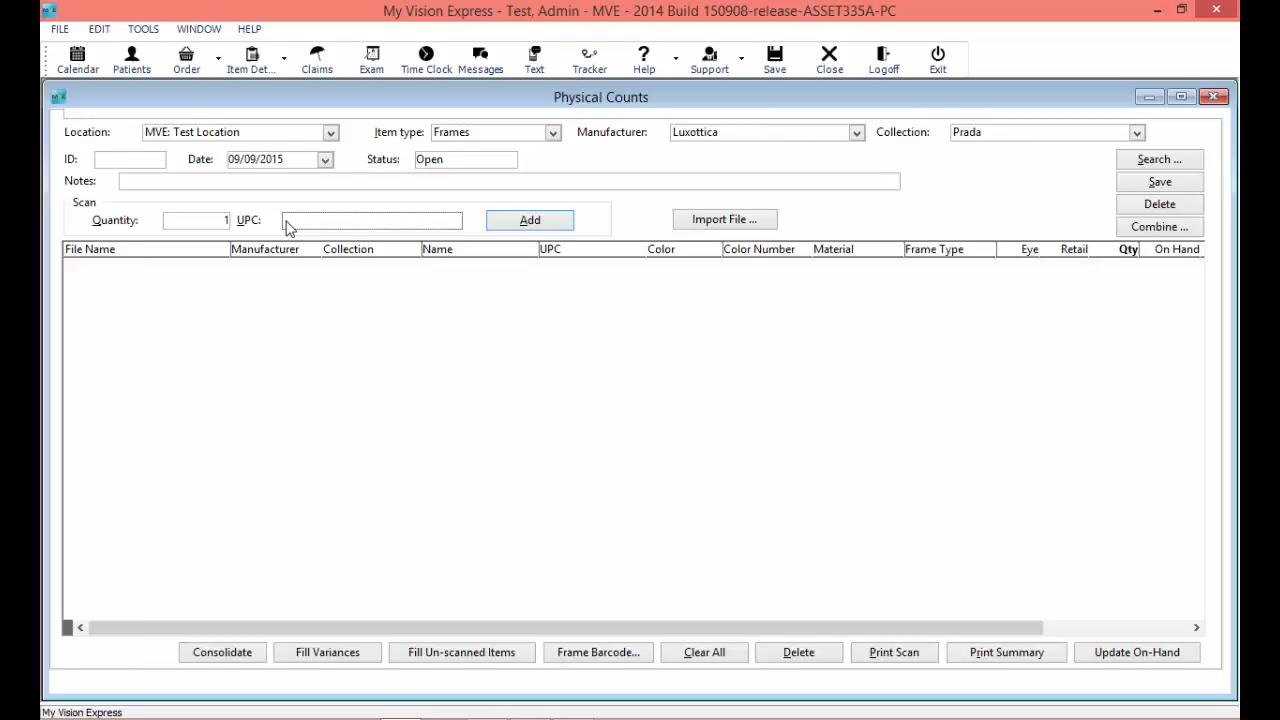 My Vision Express - Test, Admin - MVE - 2014 Build 150908-release-ASSET335A-PC
FILE EDIT TOOLS WINDOW HELP
Calendar Patients Order Item Det... Claims Exam Time Clock Messages Text Tracker Help Support Save Close Logoff Exit
Physical Counts
Location: MVE: Test Location Item type: Frames Manufacturer: Luxottica Collection: Prada
ID: Date: 09/09/2015 Status: Open Search ...
Notes: Save
Scan Delete
Quantity: 1 UPC: Add Import File ... Combine ...
File Name Manufacturer Collection Name UPC Color Color Number Material Frame Type Eye Retail Qty On Hand
Consolidate Fill Variances Fill Un-scanned Items Frame Barcode... Clear All Delete Print Scan Print Summary Update On-Hand
My Vision Express